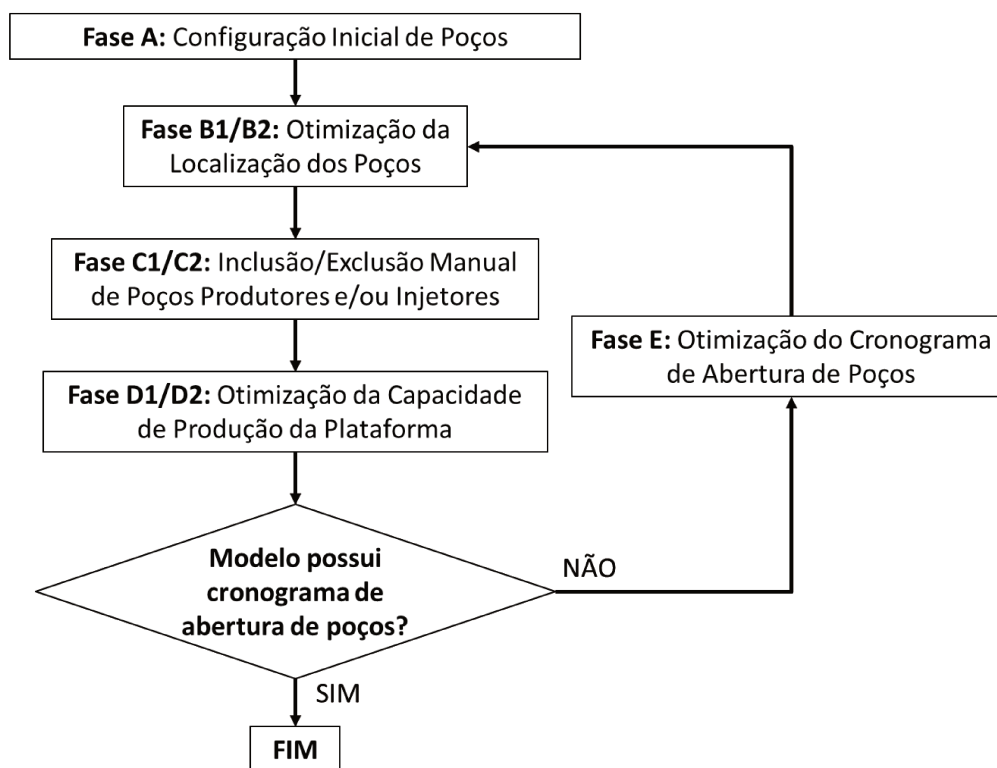 Fase A: Configuração Inicial de Poços
Fase B1/B2: Otimização da
Localização dos Poços
Fase C1/C2: Inclusão/Exclusão Manual
de Poços Produtores e/ou Injetores
Fase E: Otimização do Cronograma
de Abertura de Poços
Fase D1/D2: Otimização da Capacidade
de Produção da Plataforma
Modelo possui
cronograma de
abertura de poços?
NÃO
SIM
FIM